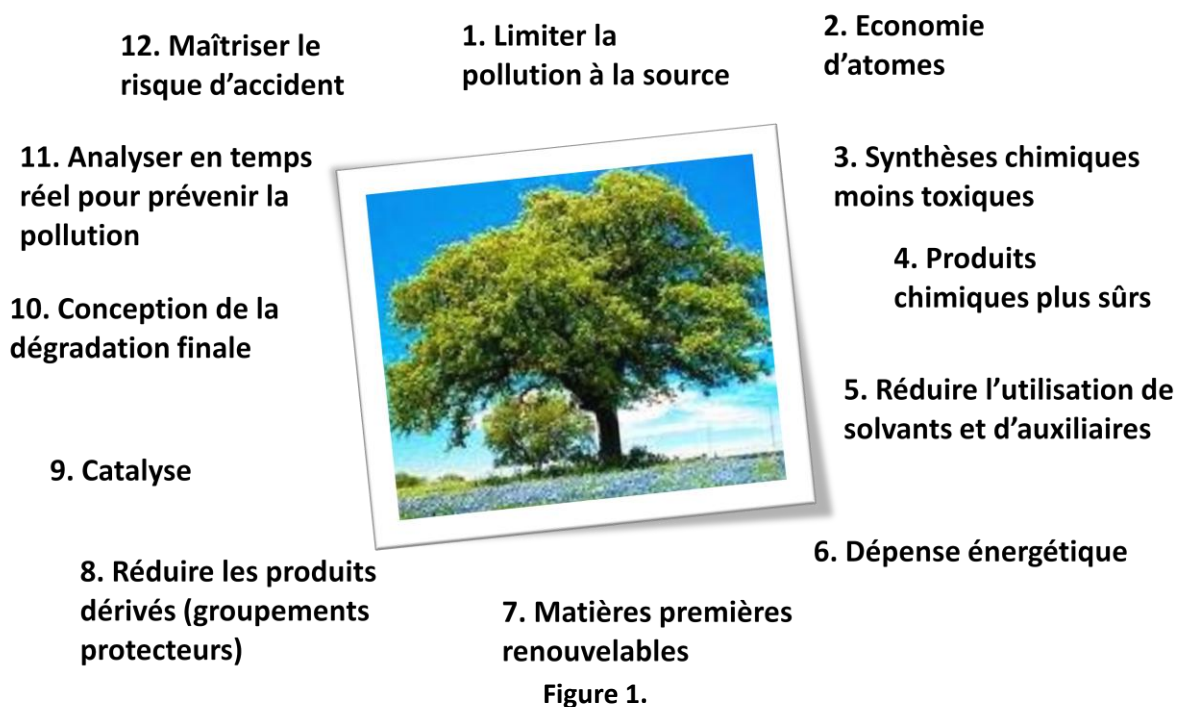 1. Limiter la
pollution à la source
2. Economie
d’atomes
3. Synthèses chimiques
moins toxiques
4. Produits
chimiques plus sûrs
5. Réduire l’utilisation de
solvants et d’auxiliaires
6. Dépense énergétique
7. Matières premières
renouvelables
8. Réduire les produits
dérivés (groupements
protecteurs)
9. Catalyse
10. Conception de la
dégradation finale
11. Analyser en temps
réel pour prévenir la
pollution
12. Maîtriser le
risque d’accident
Figure 1.